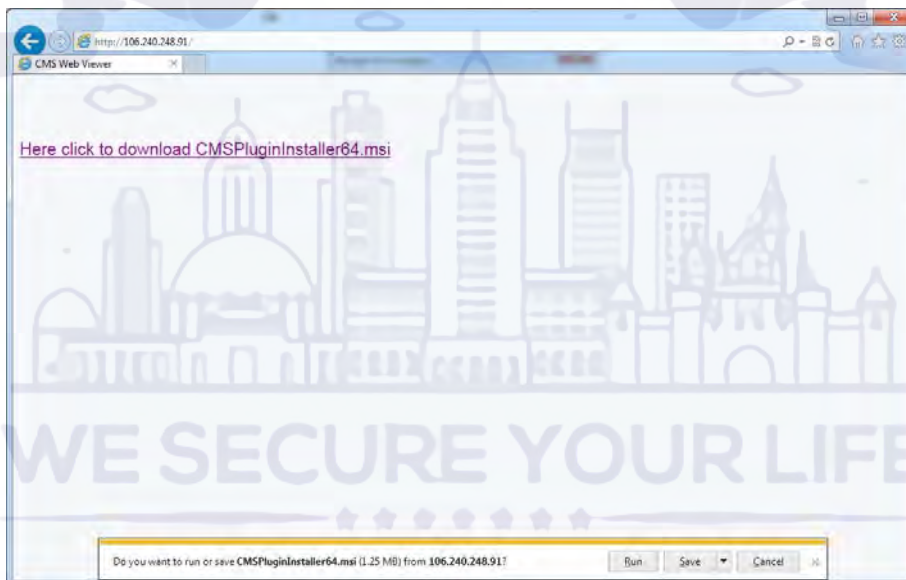 http://106.240.248.91/
CMS Web Viewer
Here click to download CMSPluginInstaller64.msi
WE SECURE YOUR LIFE
Do you want to run or save CMSPluginInstaller64.msi (1.25 MB) from 106.240.248.91?
Run
Save
Cancel